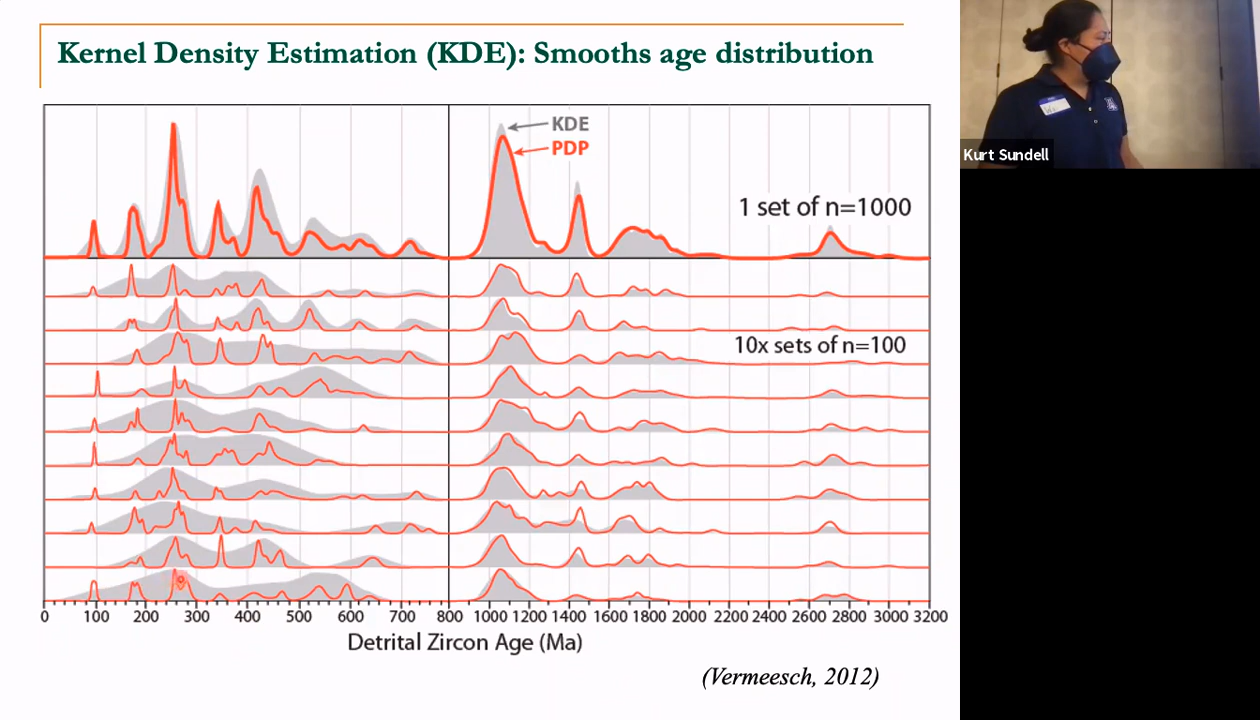 Kernel Density Estimation (KDE): Smooths age distribution
KDE
PDP
1 set of n=1000
10x sets of n=100
0 100 200 300 400 500 600 700 800 1000 1200 1400 1600 1800 2000 2200 2400 2600 2800 3000 3200
Detrital Zircon Age (Ma)
(Vermeesch, 2012)
Kurt Sundell